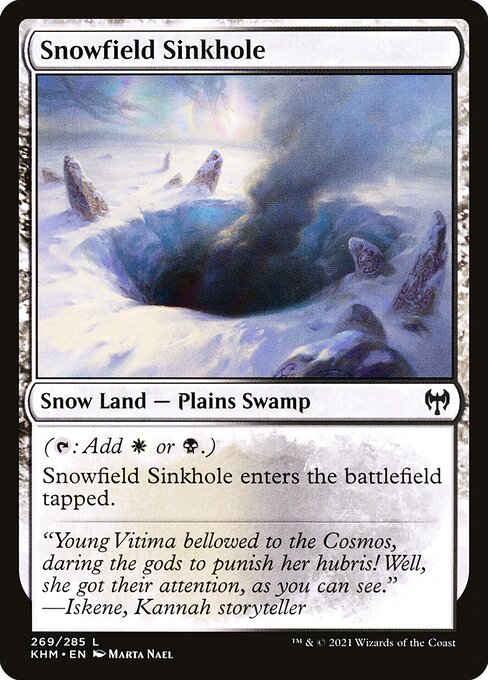 Snowfield Sinkhole
Snow Land — Plains Swamp
(: Add or .)
Snowfield Sinkhole enters the battlefield
tapped.
“Young Vitima bellowed to the Cosmos,
daring the gods to punish her hubris! Well,
she got their attention, as you can see.”
—Iskene, Kannah storyteller
269/285 L
KHM • EN Marta Nael
™ & © 2021 Wizards of the Coast